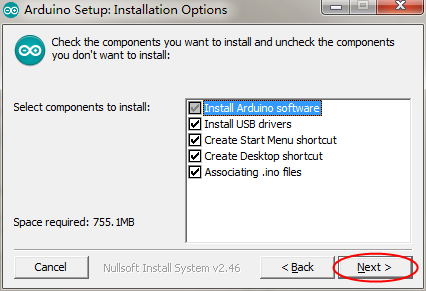 Arduino Setup: Installation Options
Check the components you want to install and uncheck the components
you don't want to install:
Select components to install:
Install Arduino software
Install USB drivers
Create Start Menu shortcut
Create Desktop shortcut
Associating .ino files
Space required: 755.1MB
Cancel
Nullsoft Install System v2.46
< Back
Next >